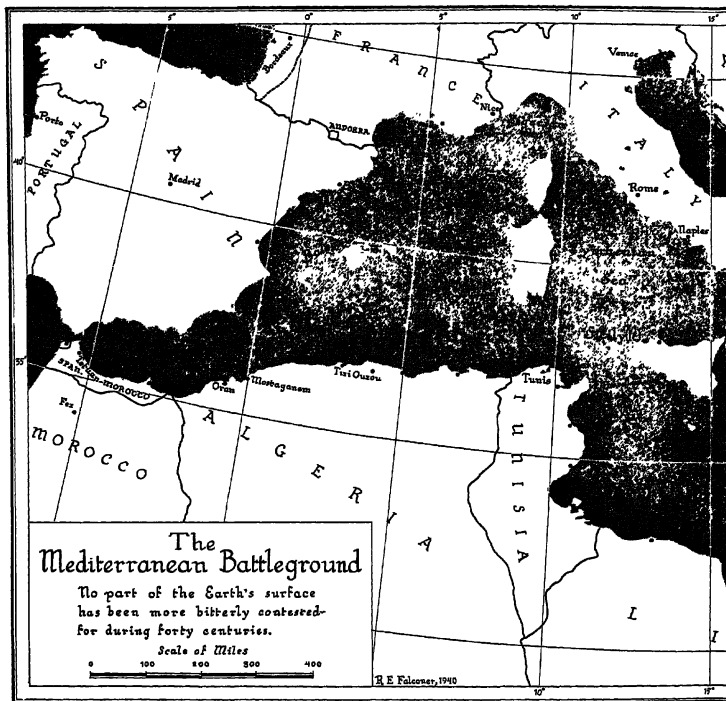 5°
0°
5°
10°
15°
Bordeaux
FRANCE
Nice
Venice
ITALY
Y
SPAIN
Porto
PORTUGAL
ANDORRA
40°
Madrid
Rome
Naples
35°
SPAN. MOROCCO
Fez
MOROCCO
Oran
Mostaganem
Tizi Ouzou
Tunis
ALGERIA
TUNISIA
LI
The
Mediterranean Battleground
No part of the Earth's surface
has been more bitterly contested-
for during forty centuries.
Scale of Miles
0 100 200 300 400
R. E. Falconer, 1940
10°
15°